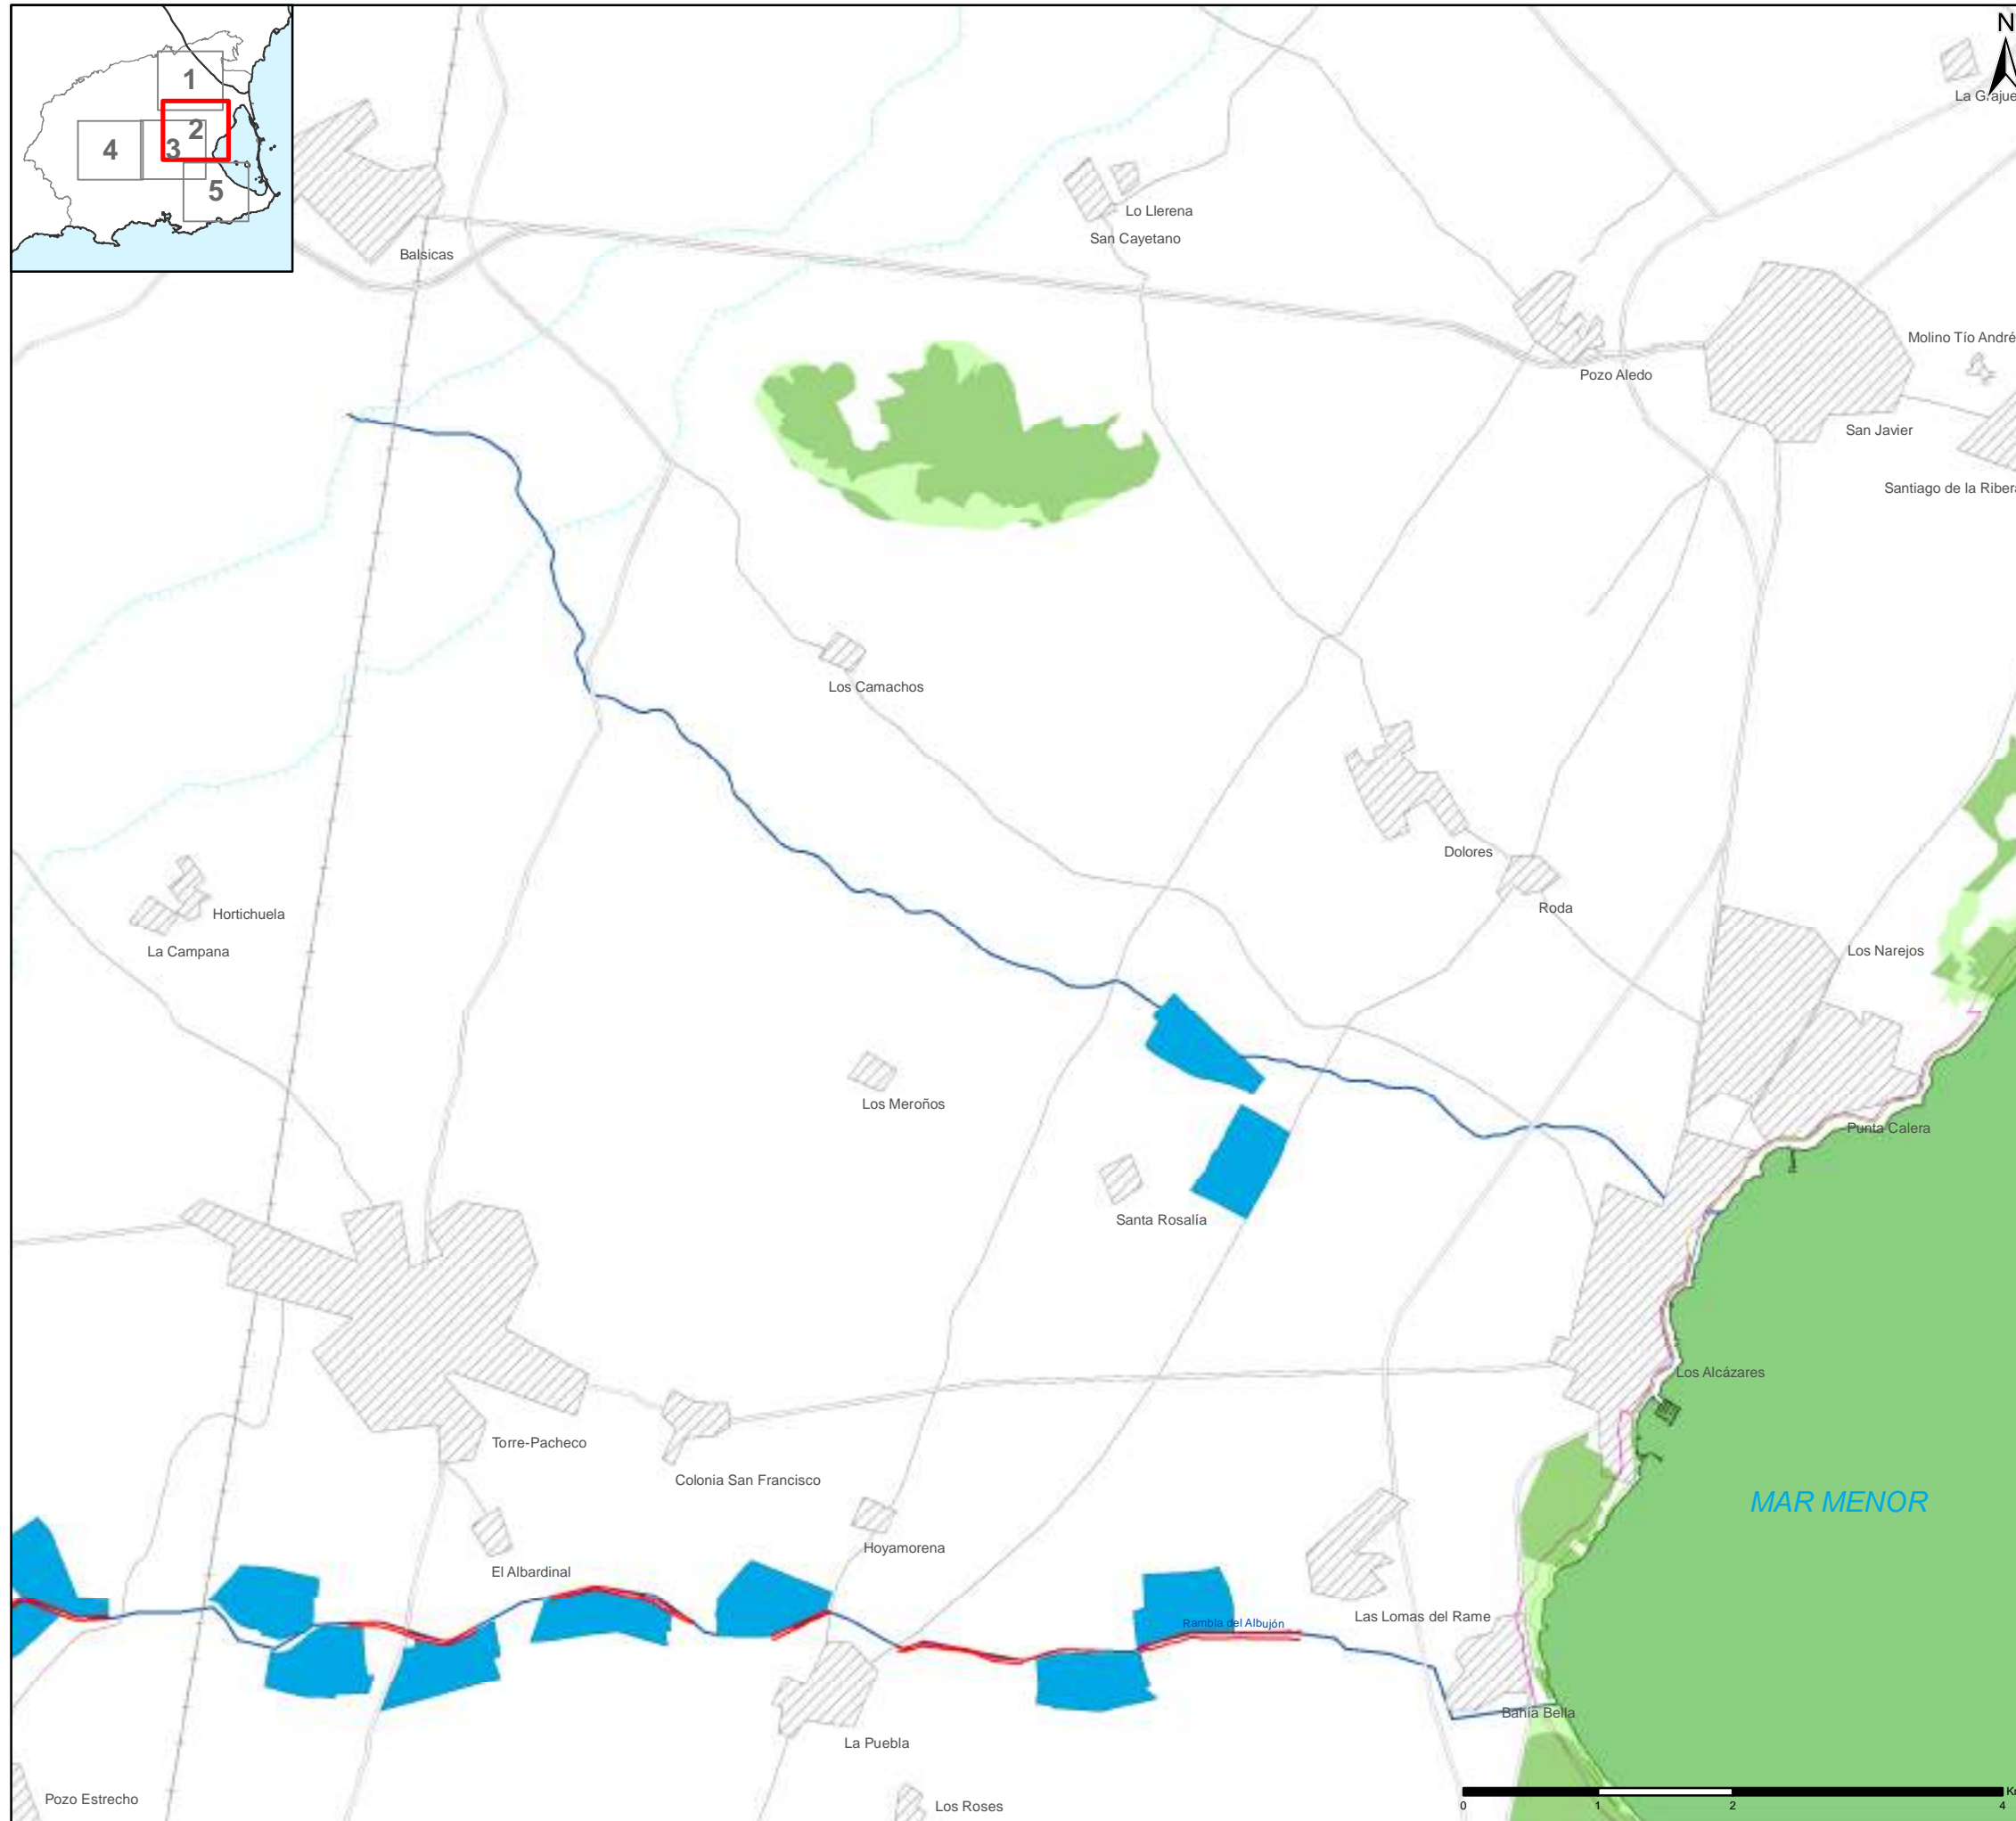 N
1
2
4
3
5
La Grajue
Lo Llerena
San Cayetano
Balsicas
Molino Tío André
Pozo Aledo
San Javier
Santiago de la Ribera
Los Camachos
Dolores
Roda
Hortichuela
La Campana
Los Narejos
Los Meroños
Punta Calera
Santa Rosalía
Los Alcázares
Torre-Pacheco
Colonia San Francisco
MAR MENOR
Hoyamorena
El Albardinal
Las Lomas del Rame
Rambla del Albujón
Bahía Bella
La Puebla
Pozo Estrecho
Los Roses
K
0 1 2 4